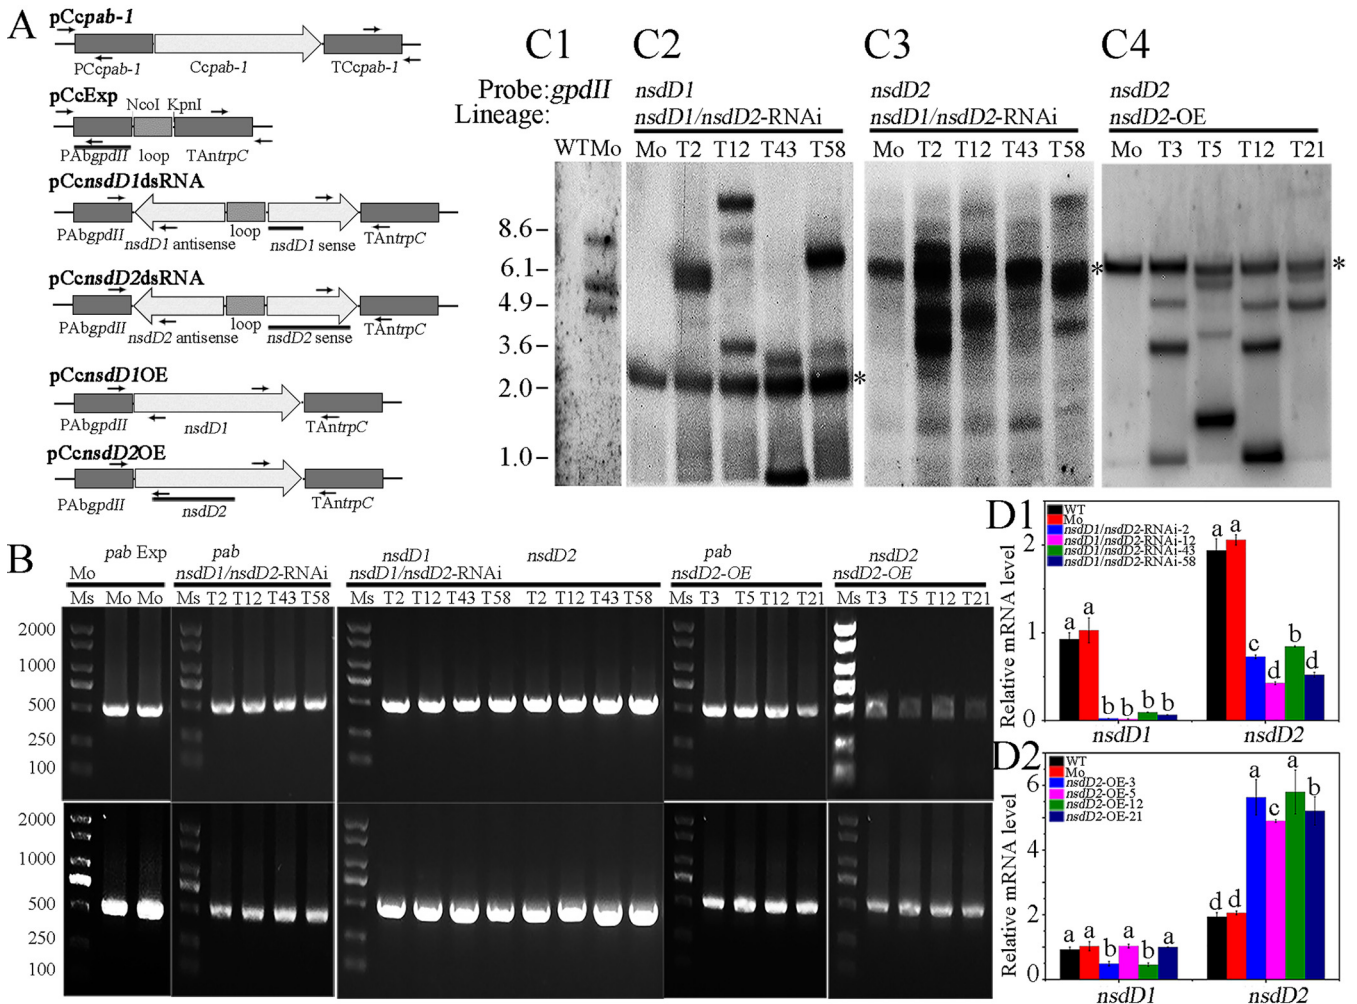 A
pCcpab-1
PCcpab-1 Ccpab-1 TCcpab-1
pCcExp
NcoI KpnI
PAbgpdII loop TAntrpC
pCcnsdD1dsRNA
PAbgpdII nsdD1 antisense loop nsdD1 sense TAntrpC
pCcnsdD2dsRNA
PAbgpdII nsdD2 antisense loop nsdD2 sense TAntrpC
pCcnsdD1OE
PAbgpdII nsdD1 TAntrpC
pCcnsdD2OE
PAbgpdII nsdD2 TAntrpC
B
pab Exp pab nsdD1 nsdD2 pab nsdD2
Mo nsdD1/nsdD2-RNAi nsdD1/nsdD2-RNAi nsdD2-OE nsdD2-OE
Ms Mo Mo Ms T2 T12 T43 T58 Ms T2 T12 T43 T58 T2 T12 T43 T58 Ms T3 T5 T12 T21 Ms T3 T5 T12 T21
2000
1000
500
250
100
2000
1000
500
250
100
C1 C2 C3 C4
Probe: gpdII nsdD1 nsdD2 nsdD2
Lineage: nsdD1/nsdD2-RNAi nsdD1/nsdD2-RNAi nsdD2-OE
WT Mo Mo T2 T12 T43 T58 Mo T2 T12 T43 T58 Mo T3 T5 T12 T21
8.6
6.1 * *
4.9
3.6
2.0 *
1.0
D1
WT
Mo
nsdD1/nsdD2-RNAi-2
nsdD1/nsdD2-RNAi-12
nsdD1/nsdD2-RNAi-43
nsdD1/nsdD2-RNAi-58
Relative mRNA level
2
1
0
a a b b b b a a c d b d
nsdD1 nsdD2
D2
WT
Mo
nsdD2-OE-3
nsdD2-OE-5
nsdD2-OE-12
nsdD2-OE-21
Relative mRNA level
6
4
2
0
a a b a b a d d a c a b
nsdD1 nsdD2